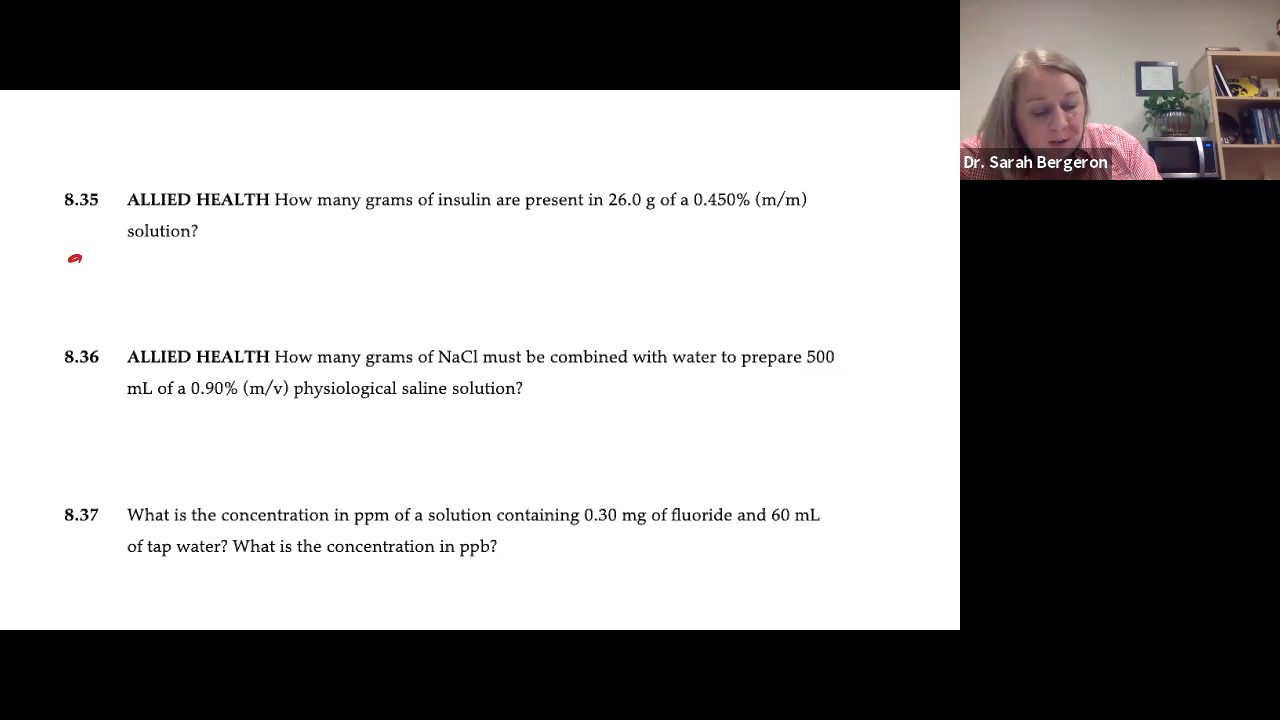 8.35 ALLIED HEALTH How many grams of insulin are present in 26.0 g of a 0.450% (m/m)
solution?
8.36 ALLIED HEALTH How many grams of NaCl must be combined with water to prepare 500
mL of a 0.90% (m/v) physiological saline solution?
8.37 What is the concentration in ppm of a solution containing 0.30 mg of fluoride and 60 mL
of tap water? What is the concentration in ppb?
Dr. Sarah Bergeron